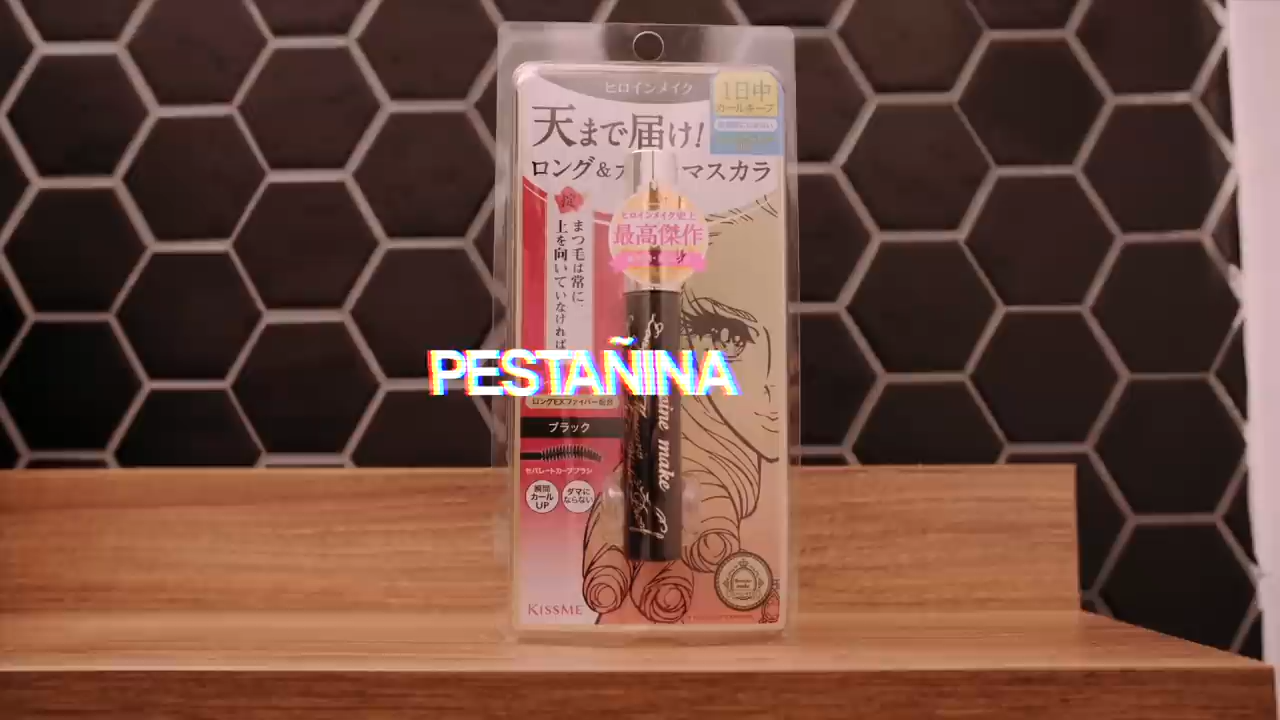 ヒロインメイク
1日中
カールキープ
天まで届け!
ロング&
マスカラ
掟
まつ毛は常に、
上を向いていなければ
ヒロインメイク史上
最高傑作
PESTAÑINA
ロングEXファイバー配合
ブラック
セパレートカーブブラシ
瞬間
カール
UP
ダマに
ならない
make
KISSME